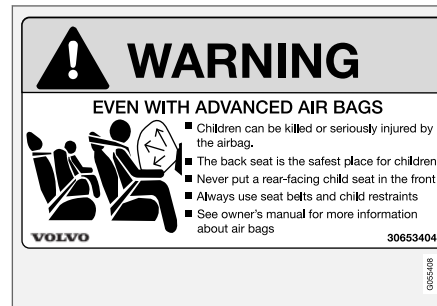 WARNING
EVEN WITH ADVANCED AIR BAGS
■ Children can be killed or seriously injured by
the airbag.
■ The back seat is the safest place for children
■ Never put a rear-facing child seat in the front
■ Always use seat belts and child restraints
■ See owner's manual for more information
about air bags
VOLVO
30653404
G055408